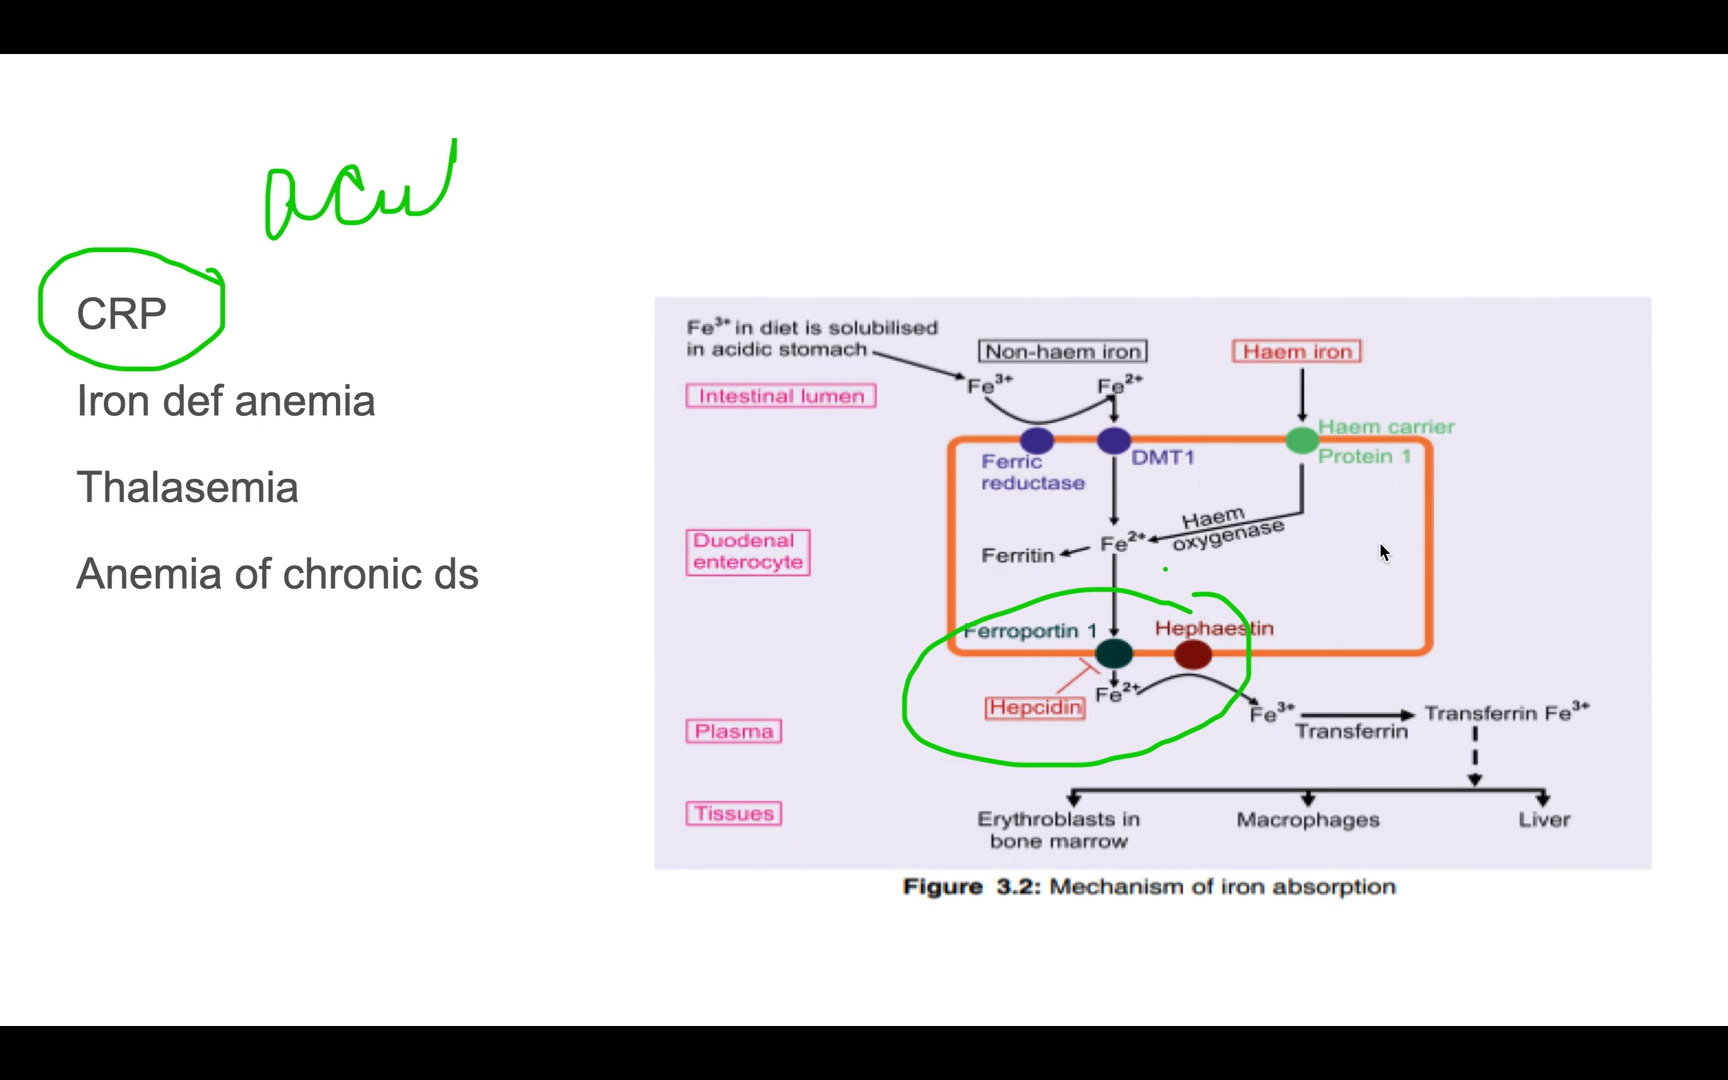 acu
CRP
Iron def anemia
Thalasemia
Anemia of chronic ds
Fe³⁺ in diet is solubilised
in acidic stomach
Non-haem iron
Haem iron
Fe³⁺
Fe²⁺
Intestinal lumen
Haem carrier
Protein 1
Ferric
reductase
DMT1
Duodenal
enterocyte
Haem
oxygenase
Ferritin
Fe²⁺
Ferroportin 1
Hephaestin
Hepcidin
Fe²⁺
Fe³⁺
Transferrin
Transferrin Fe³⁺
Plasma
Tissues
Erythroblasts in
bone marrow
Macrophages
Liver
Figure 3.2: Mechanism of iron absorption